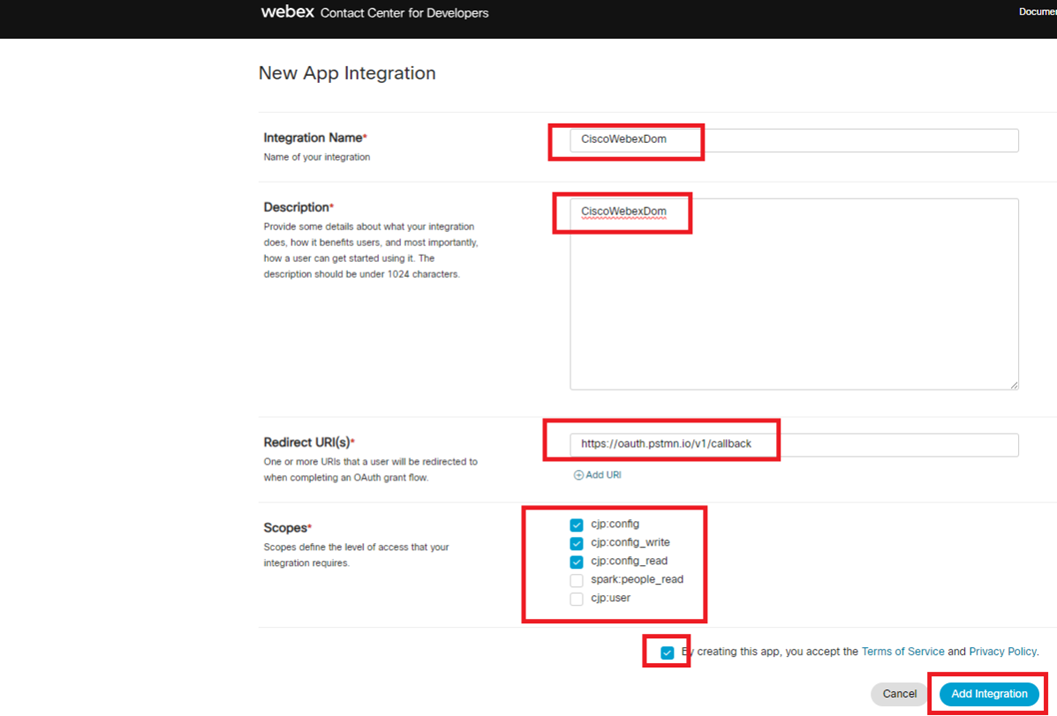 webex Contact Center for Developers
New App Integration
Integration Name*
CiscoWebexDom
Name of your integration
Description*
CiscoWebexDom
Provide some details about what your integration
does, how it benefits users, and most importantly,
how a user can get started using it. The
description should be under 1024 characters.
Redirect URI(s)*
https://oauth.pstmn.io/v1/callback
One or more URIs that a user will be redirected to
when completing an OAuth grant flow.
Add URI
Scopes*
Scopes define the level of access that your
integration requires.
cjp:config
cjp:config_write
cjp:config_read
spark:people_read
cjp:user
By creating this app, you accept the Terms of Service and Privacy Policy.
Cancel
Add Integration